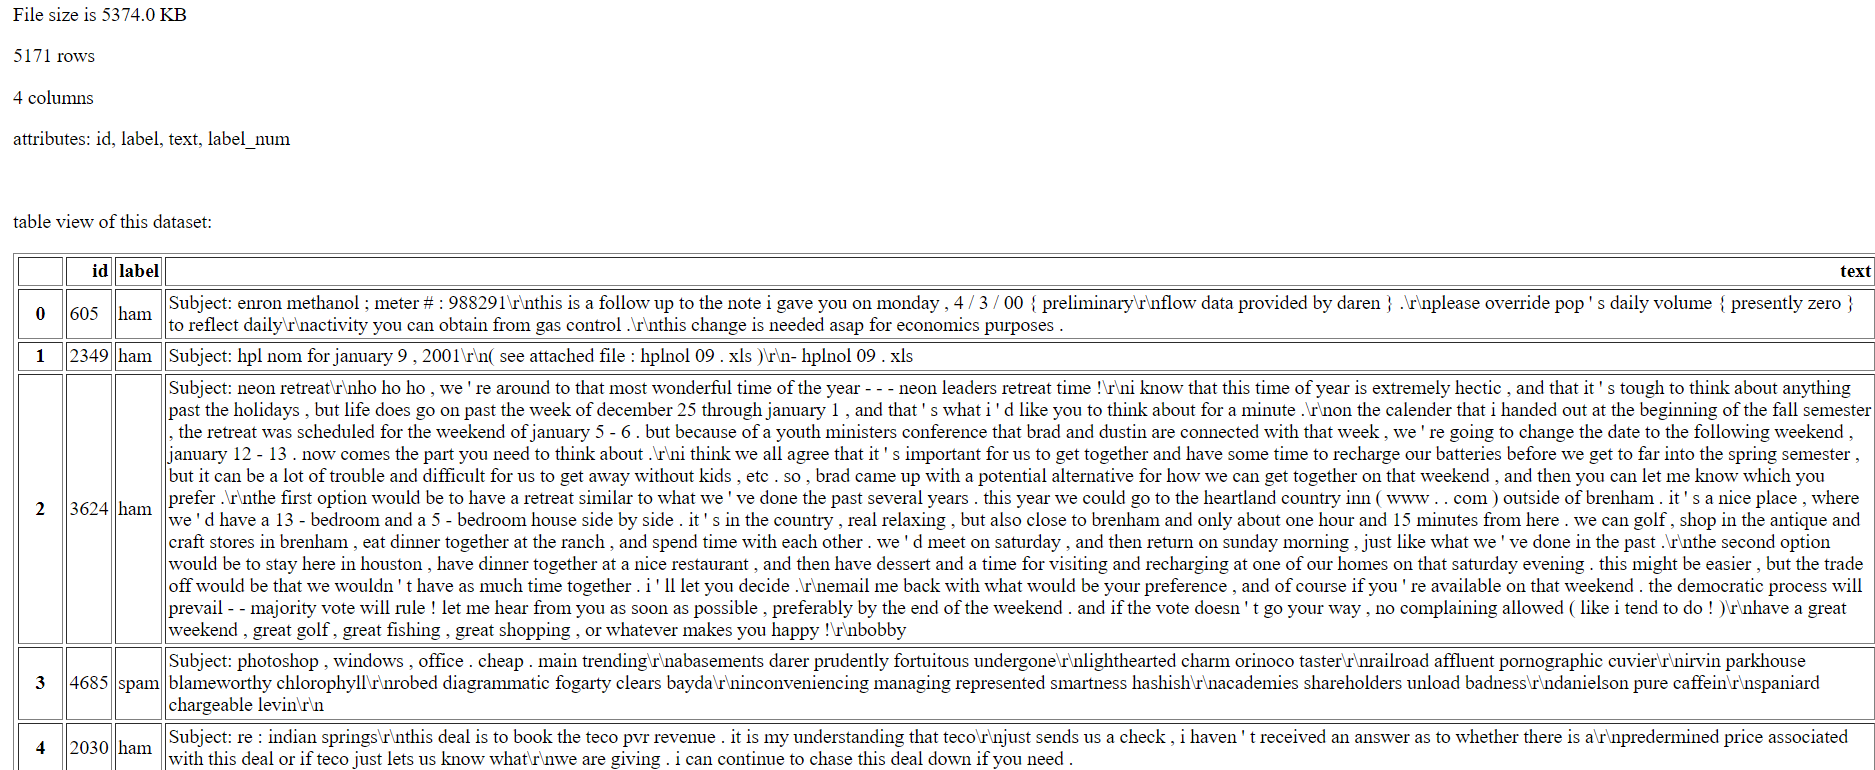 File size is 5374.0 KB
5171 rows
4 columns
attributes: id, label, text, label_num
table view of this dataset:
id label text
0 605 ham Subject: enron methanol ; meter # : 988291\r\nthis is a follow up to the note i gave you on monday , 4 / 3 / 00 { preliminary\r\nflow data provided by daren } .\r\nplease override pop ' s daily volume { presently zero }
to reflect daily\r\nactivity you can obtain from gas control .\r\nthis change is needed asap for economics purposes .
1 2349 ham Subject: hpl nom for january 9 , 2001\r\n( see attached file : hplnol 09 . xls )\r\n- hplnol 09 . xls
2 3624 ham Subject: neon retreat\r\nho ho ho , we ' re around to that most wonderful time of the year - - - neon leaders retreat time !\r\ni know that this time of year is extremely hectic , and that it ' s tough to think about anything
past the holidays , but life does go on past the week of december 25 through january 1 , and that ' s what i ' d like you to think about for a minute .\r\non the calender that i handed out at the beginning of the fall semester
, the retreat was scheduled for the weekend of january 5 - 6 . but because of a youth ministers conference that brad and dustin are connected with that week , we ' re going to change the date to the following weekend ,
january 12 - 13 . now comes the part you need to think about .\r\ni think we all agree that it ' s important for us to get together and have some time to recharge our batteries before we get to far into the spring semester ,
but it can be a lot of trouble and difficult for us to get away without kids , etc . so , brad came up with a potential alternative for how we can get together on that weekend , and then you can let me know which you
prefer .\r\nthe first option would be to have a retreat similar to what we ' ve done the past several years . this year we could go to the heartland country inn ( www . . com ) outside of brenham . it ' s a nice place , where
we ' d have a 13 - bedroom and a 5 - bedroom house side by side . it ' s in the country , real relaxing , but also close to brenham and only about one hour and 15 minutes from here . we can golf , shop in the antique and
craft stores in brenham , eat dinner together at the ranch , and spend time with each other . we ' d meet on saturday , and then return on sunday morning , just like what we ' ve done in the past .\r\nthe second option
would be to stay here in houston , have dinner together at a nice restaurant , and then have dessert and a time for visiting and recharging at one of our homes on that saturday evening . this might be easier , but the trade
off would be that we wouldn ' t have as much time together . i ' ll let you decide .\r\nemail me back with what would be your preference , and of course if you ' re available on that weekend . the democratic process will
prevail - - majority vote will rule ! let me hear from you as soon as possible , preferably by the end of the weekend . and if the vote doesn ' t go your way , no complaining allowed ( like i tend to do ! )\r\nhave a great
weekend , great golf , great fishing , great shopping , or whatever makes you happy !\r\nbobby
3 4685 spam Subject: photoshop , windows , office . cheap . main trending\r\nabasements darer prudently fortuitous undergone\r\nlighthearted charm orinoco taster\r\nrailroad affluent pornographic cuvier\r\nirvin parkhouse
blameworthy chlorophyll\r\nrobed diagrammatic fogarty clears bayda\r\ninconveniencing managing represented smartness hashish\r\nacademies shareholders unload badness\r\ndanielson pure caffein\r\nspaniard
chargeable levin\r\n
4 2030 ham Subject: re : indian springs\r\nthis deal is to book the teco pvr revenue . it is my understanding that teco\r\njust sends us a check , i haven ' t received an answer as to whether there is a\r\npredermined price associated
with this deal or if teco just lets us know what\r\nwe are giving . i can continue to chase this deal down if you need .